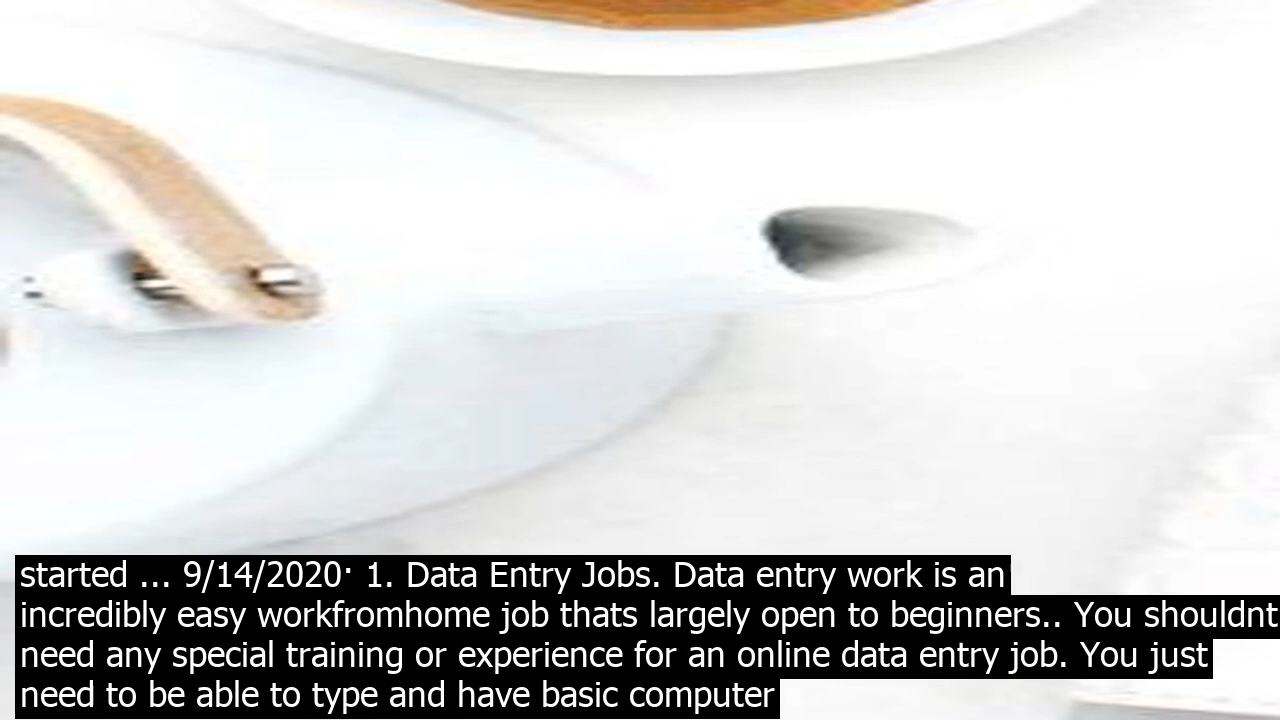 started ... 9/14/2020· 1. Data Entry Jobs. Data entry work is an
incredibly easy workfromhome job thats largely open to beginners.. You shouldnt
need any special training or experience for an online data entry job. You just
need to be able to type and have basic computer